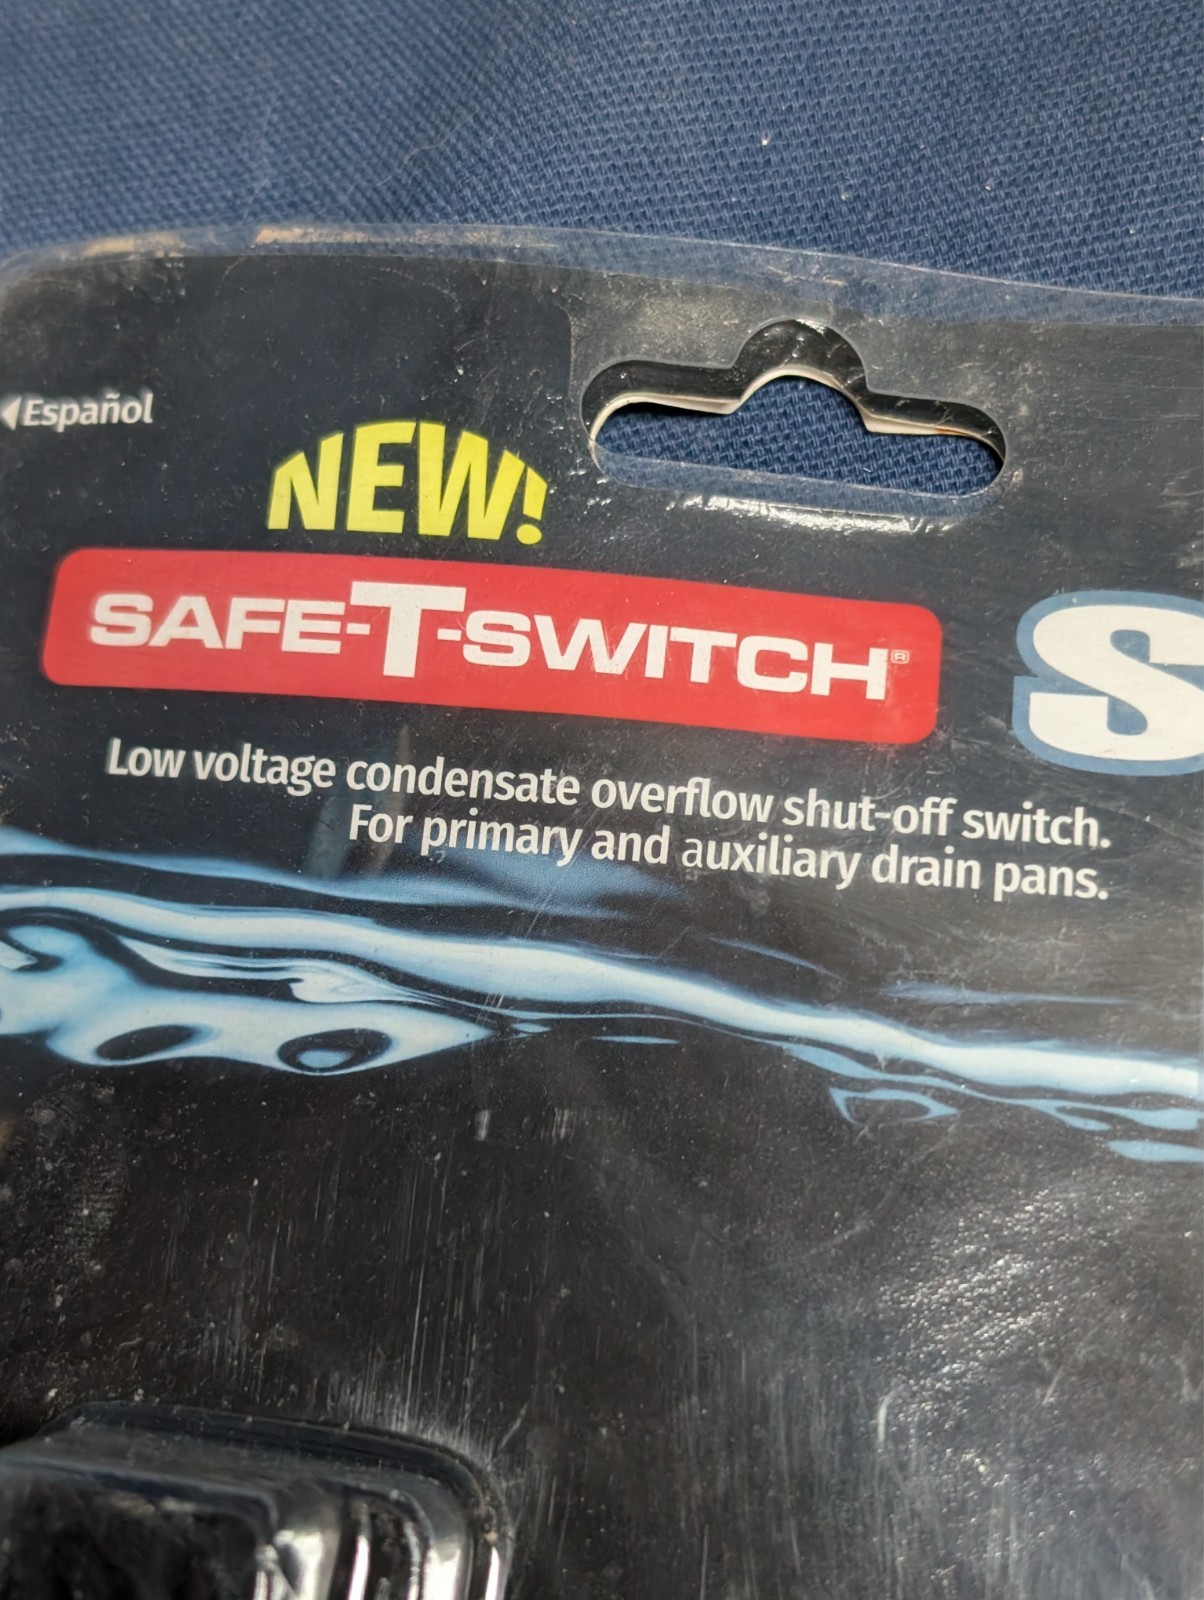 ◀Español
NEW!
SAFE-T-SWITCH® S
Low voltage condensate overflow shut-off switch.
For primary and auxiliary drain pans.